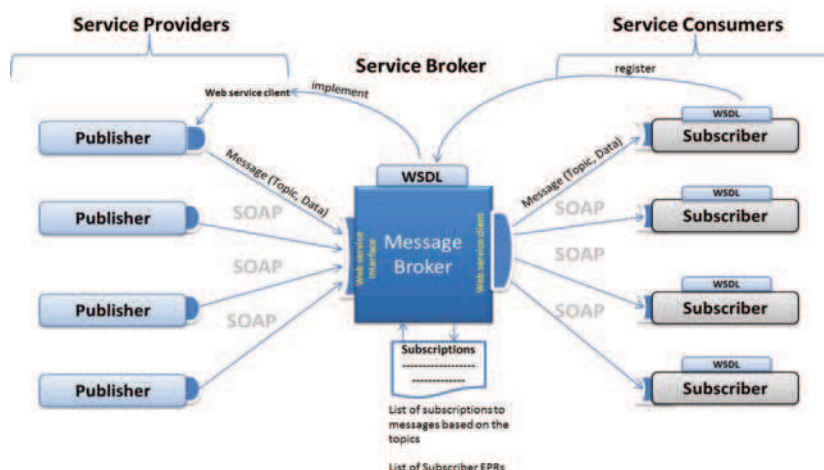 Service Providers
Service Broker
Service Consumers
Web service client
implement
register
Publisher
Publisher
Publisher
Publisher
Message (Topic, Data)
SOAP
SOAP
SOAP
WSDL
Web service
interface
Message
Broker
Web service client
Subscriptions
-----------------
------------
List of subscriptions to
messages based on the
topics
List of Subscriber EPRs
Message (Topic, Data)
SOAP
SOAP
SOAP
WSDL
Subscriber
WSDL
Subscriber
WSDL
Subscriber
WSDL
Subscriber